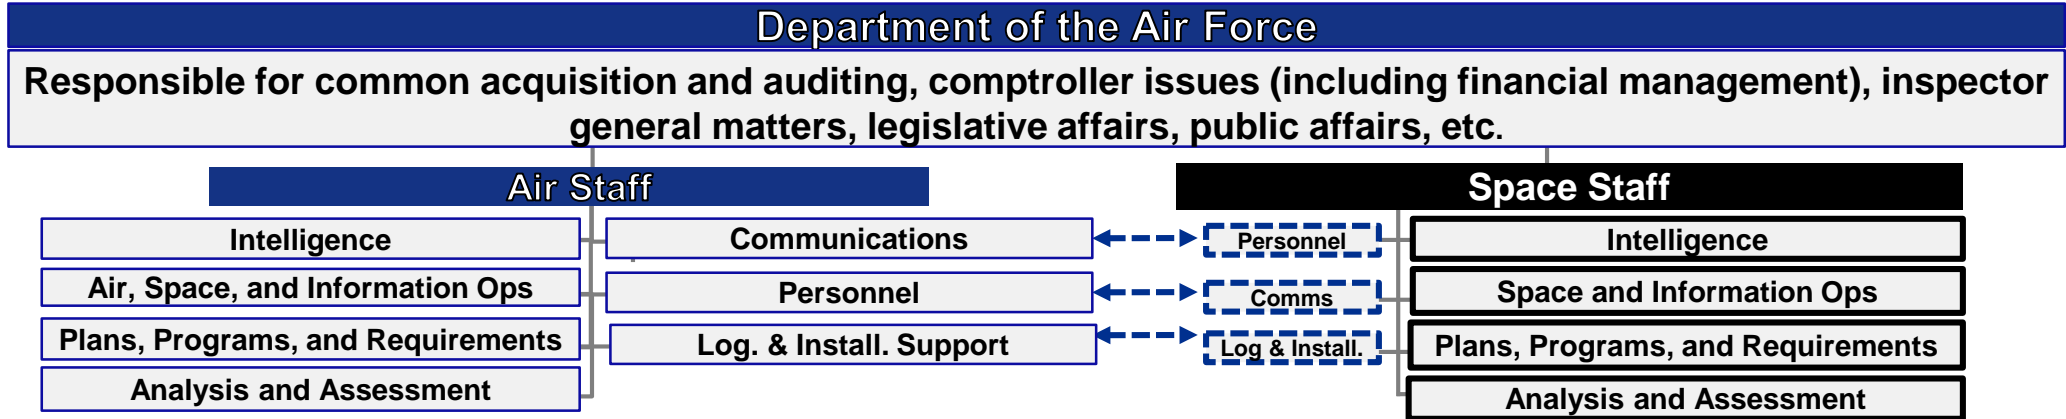 Department of the Air Force
Responsible for common acquisition and auditing, comptroller issues (including financial management), inspector
general matters, legislative affairs, public affairs, etc.
Air Staff
Space Staff
Intelligence
Communications
Personnel
Intelligence
Air, Space, and Information Ops
Personnel
Comms
Space and Information Ops
Plans, Programs, and Requirements
Log. & Install. Support
Log & Install.
Plans, Programs, and Requirements
Analysis and Assessment
Analysis and Assessment